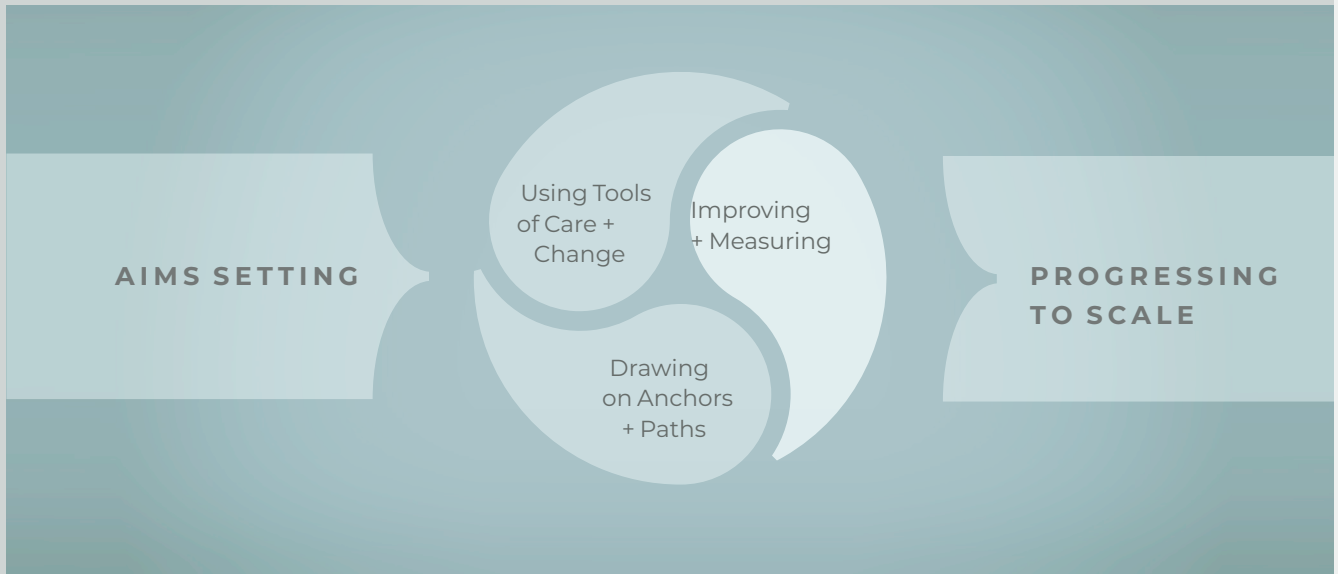 AIMS SETTING
Using Tools
of Care +
Change
Improving
+ Measuring
Drawing
on Anchors
+ Paths
PROGRESSING
TO SCALE